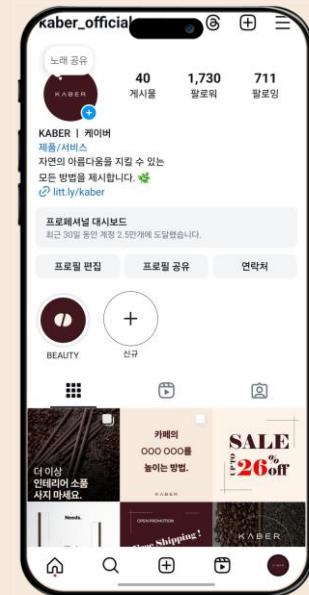 kaber_official
노래 공유
KABER
40
게시물
1,730
팔로워
711
팔로잉
KABER | 케이버
제품/서비스
자연의 아름다움을 지킬 수 있는
모든 방법을 제시합니다. 🌿
litt.ly/kaber
프로페셔널 대시보드
최근 30일 동안 계정 2.5만개에 도달했습니다.
프로필 편집
프로필 공유
연락처
BEAUTY
신규
더 이상
인테리어 소품
사지 마세요.
카페의
OOO OOO를
높이는 방법.
KABER
SALE
UP TO
26% off
Needs.
OPEN PROMOTION
Shipping !
KABER